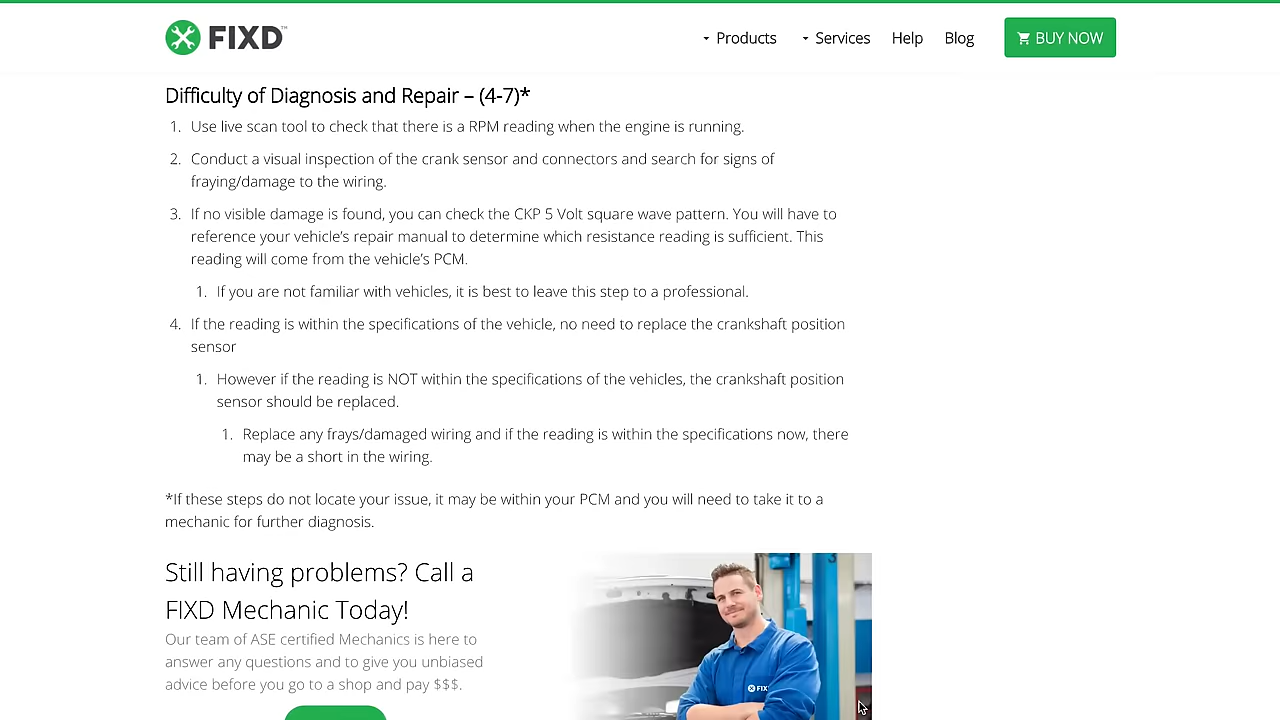 FIXD™
Products
Services
Help
Blog
BUY NOW
Difficulty of Diagnosis and Repair – (4-7)*
1. Use live scan tool to check that there is a RPM reading when the engine is running.
2. Conduct a visual inspection of the crank sensor and connectors and search for signs of
fraying/damage to the wiring.
3. If no visible damage is found, you can check the CKP 5 Volt square wave pattern. You will have to
reference your vehicle’s repair manual to determine which resistance reading is sufficient. This
reading will come from the vehicle’s PCM.
1. If you are not familiar with vehicles, it is best to leave this step to a professional.
4. If the reading is within the specifications of the vehicle, no need to replace the crankshaft position
sensor
1. However if the reading is NOT within the specifications of the vehicles, the crankshaft position
sensor should be replaced.
1. Replace any frays/damaged wiring and if the reading is within the specifications now, there
may be a short in the wiring.
*If these steps do not locate your issue, it may be within your PCM and you will need to take it to a
mechanic for further diagnosis.
Still having problems? Call a
FIXD Mechanic Today!
Our team of ASE certified Mechanics is here to
answer any questions and to give you unbiased
advice before you go to a shop and pay $$$.
FIX